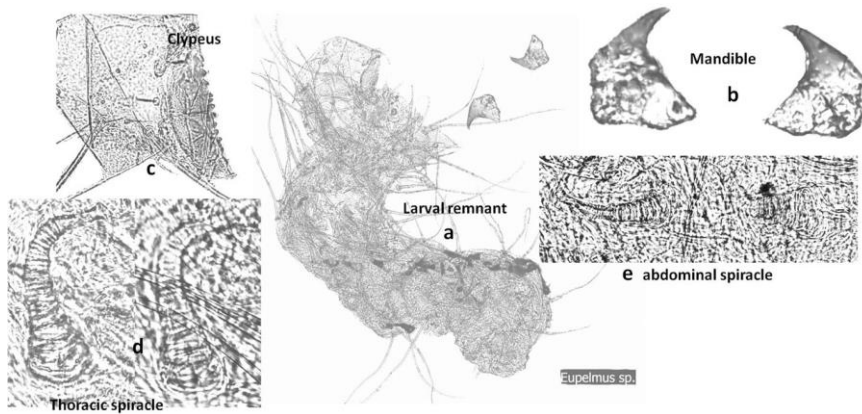 Clypeus
c
Larval remnant
a
Mandible
b
e abdominal spiracle
d
Thoracic spiracle
Eupelmus sp.